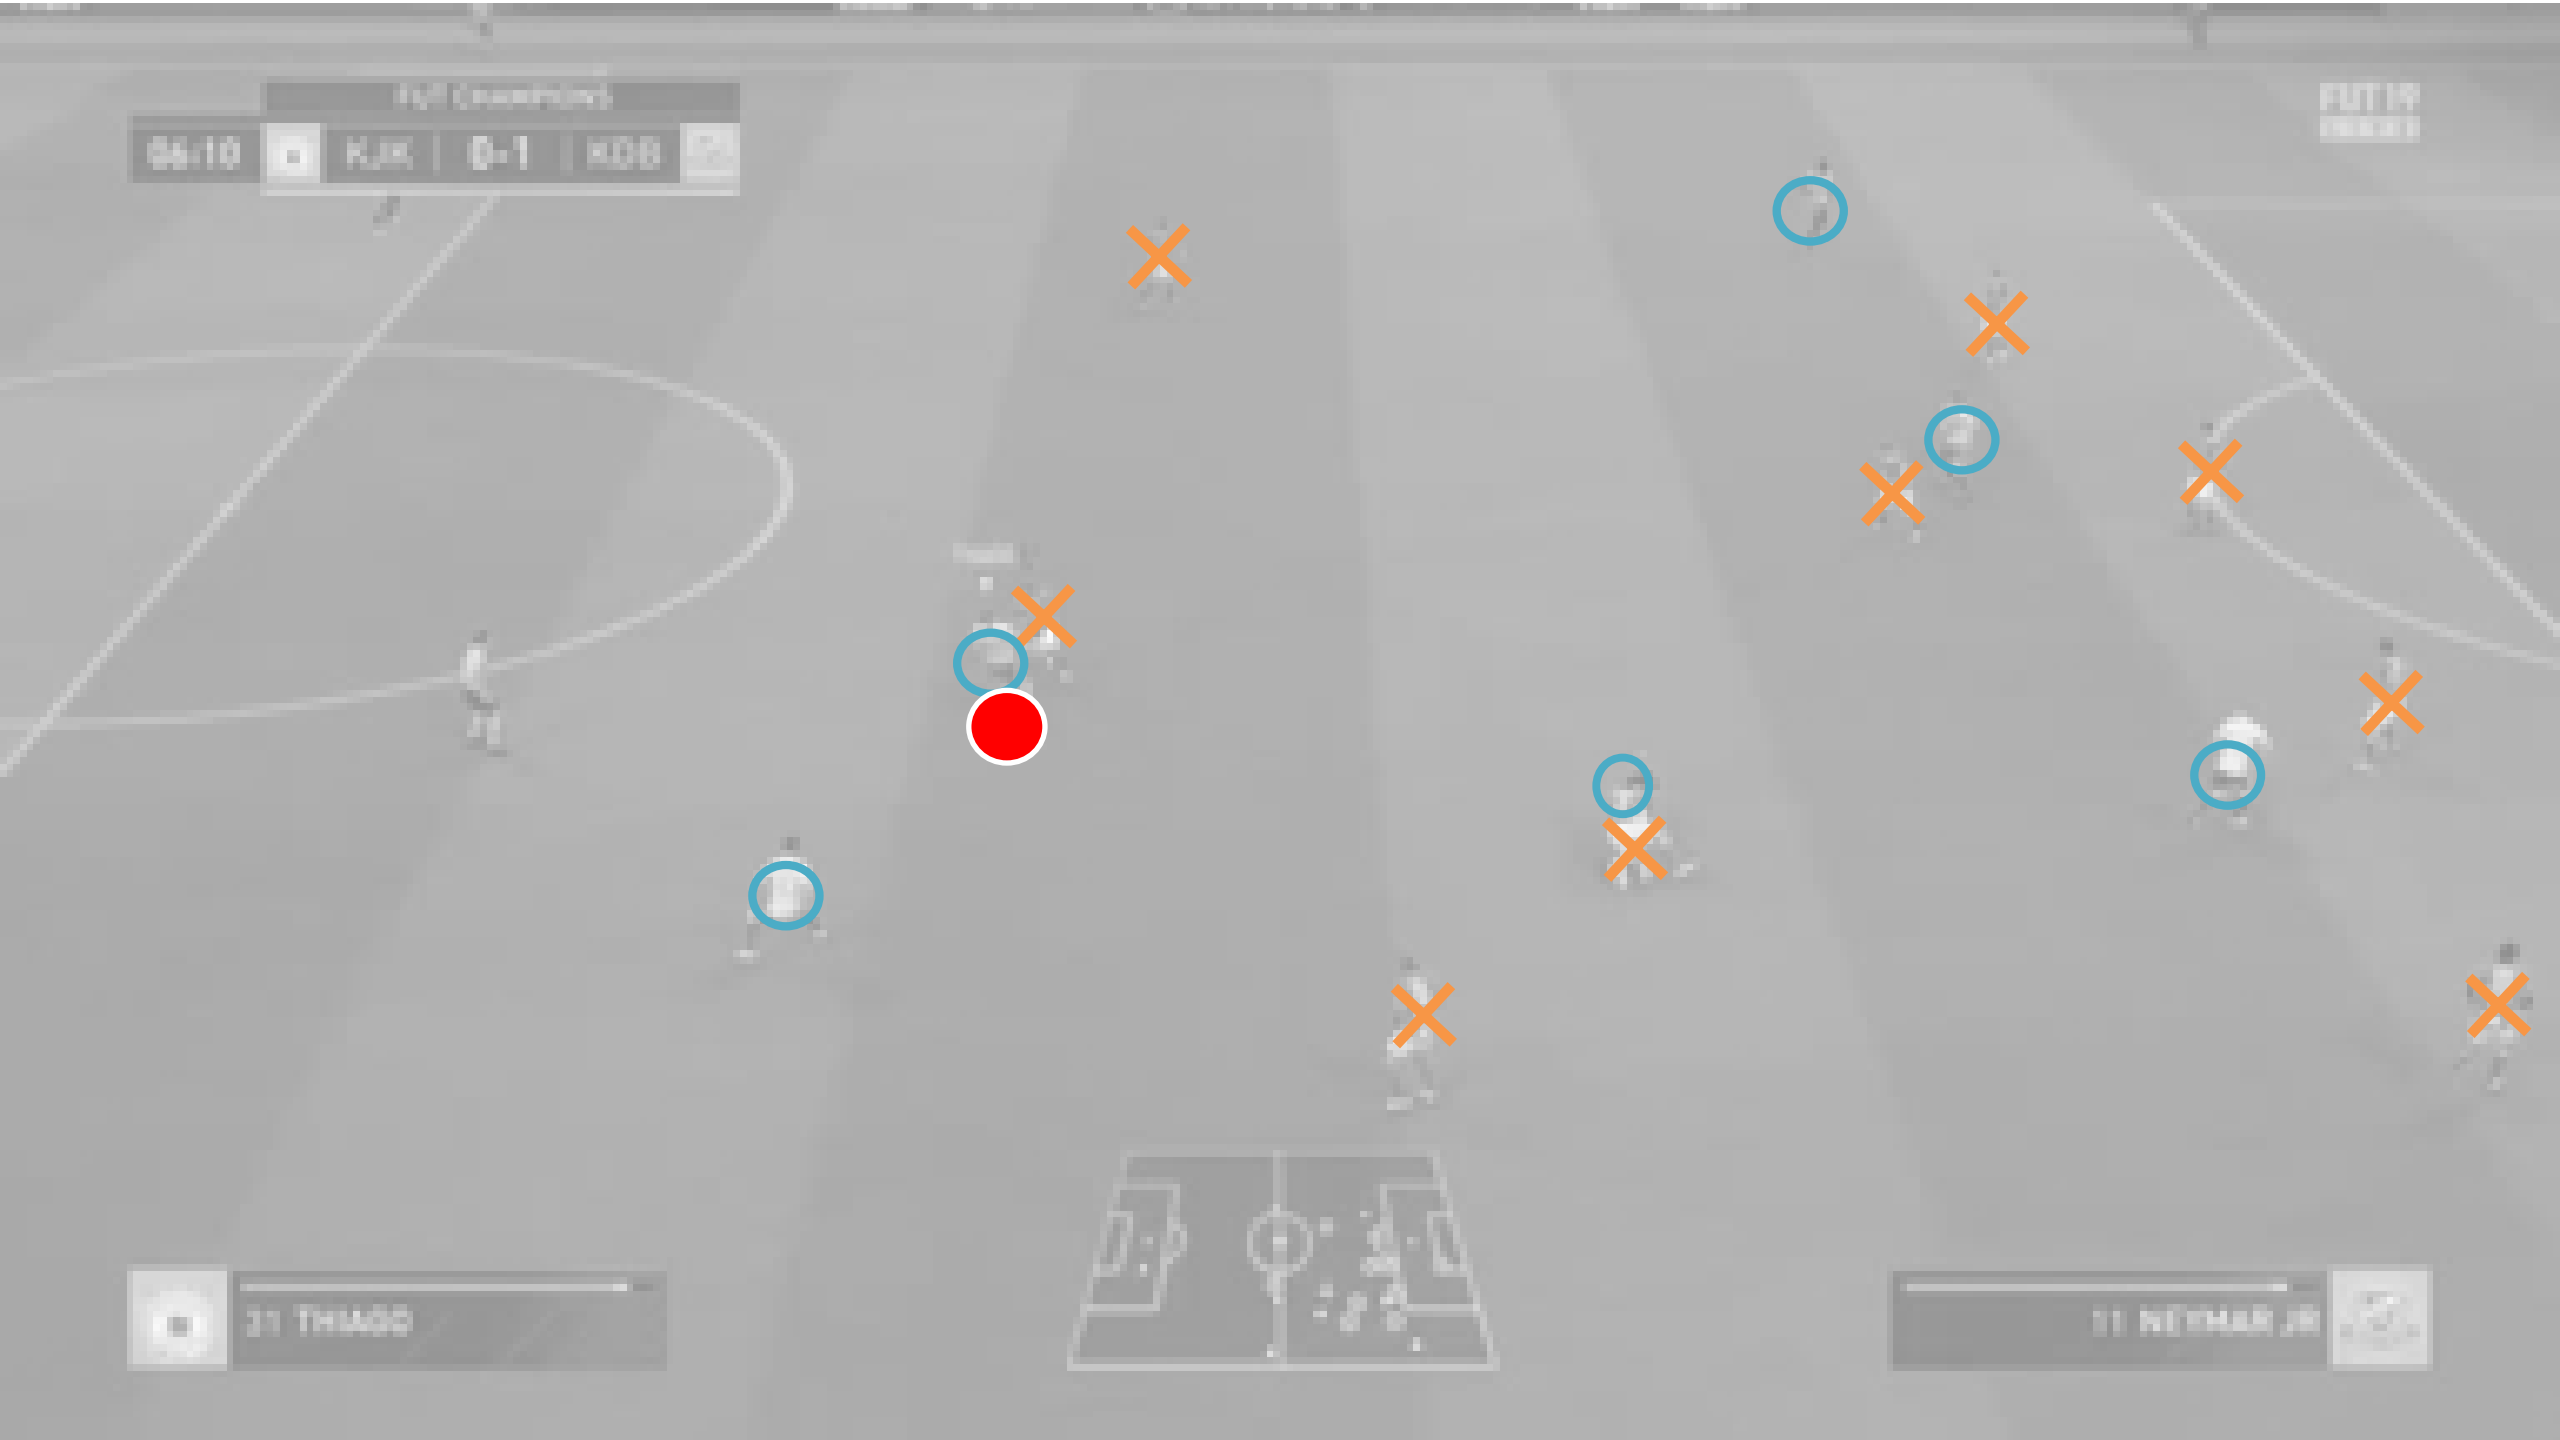 FUT CHAMPIONS
06:10 KJK 0-1 KDB
FUT 19
21 THIAGO
11 NEYMAR JR